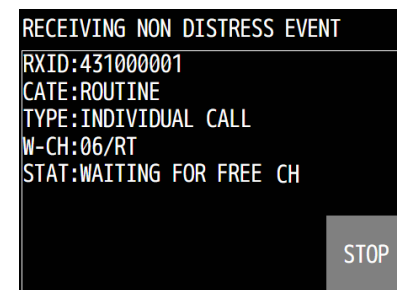 RECEIVING NON DISTRESS EVENT
RXID:431000001
CATE:ROUTINE
TYPE:INDIVIDUAL CALL
W-CH:06/RT
STAT:WAITING FOR FREE CH
STOP